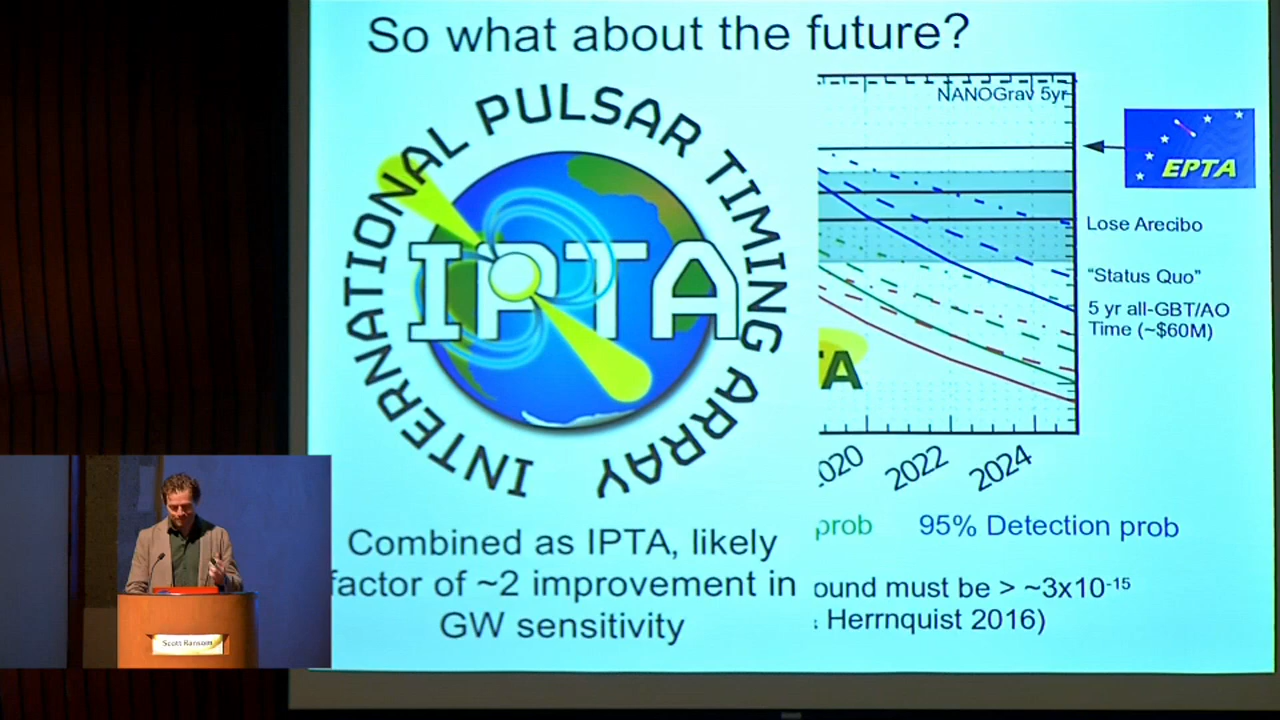 So what about the future?
INTERNATIONAL PULSAR TIMING ARRAY
IPTA
NANOGrav 5yr
EPTA
Lose Arecibo
"Status Quo"
5 yr all-GBT/AO
Time (~$60M)
TA
2020 2022 2024
prob 95% Detection prob
Combined as IPTA, likely
factor of ~2 improvement in
GW sensitivity
ound must be > ~3x10⁻¹⁵
Herrnquist 2016)
Scott Ransom